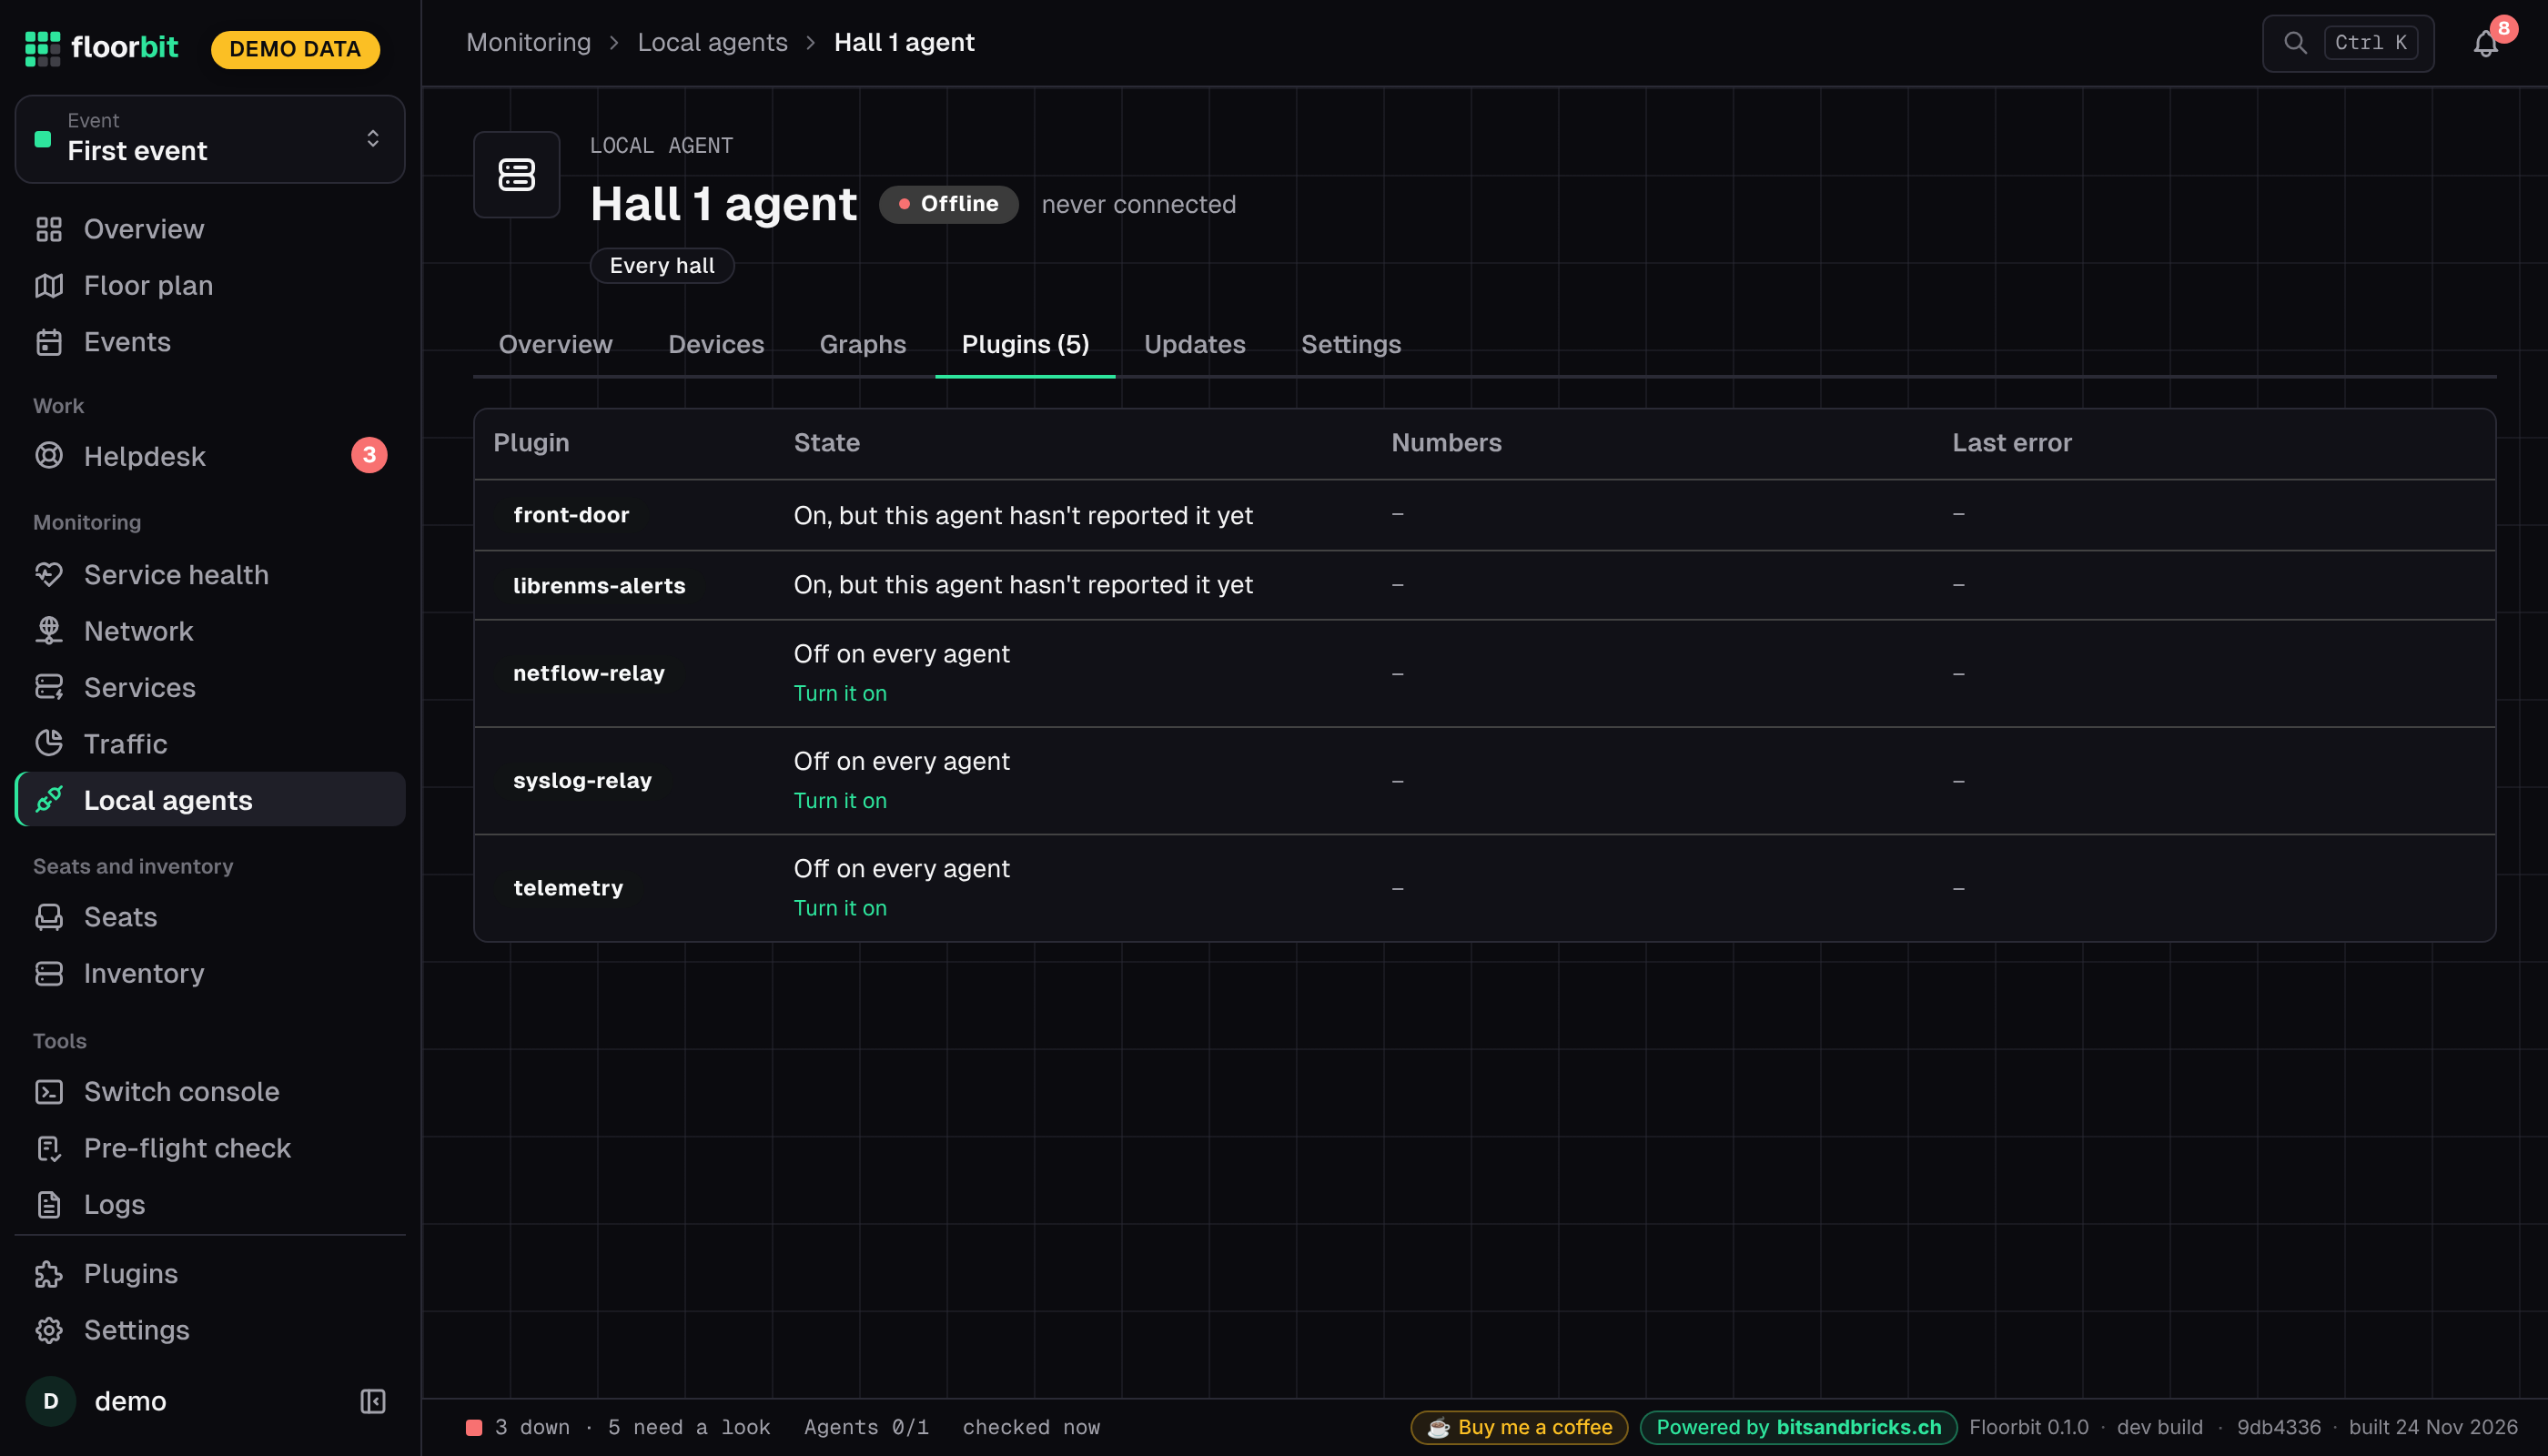 floorbit
DEMO DATA
Event
First event
Overview
Floor plan
Events
Work
Helpdesk
3
Monitoring
Service health
Network
Services
Traffic
Local agents
Seats and inventory
Seats
Inventory
Tools
Switch console
Pre-flight check
Logs
Plugins
Settings
D
demo
Monitoring
Local agents
Hall 1 agent
Ctrl K
8
LOCAL AGENT
Hall 1 agent
Offline
never connected
Every hall
Overview
Devices
Graphs
Plugins (5)
Updates
Settings
Plugin State Numbers Last error
front-door On, but this agent hasn't reported it yet – –
librenms-alerts On, but this agent hasn't reported it yet – –
netflow-relay Off on every agent – –
Turn it on
syslog-relay Off on every agent – –
Turn it on
telemetry Off on every agent – –
Turn it on
3 down · 5 need a look Agents 0/1 checked now
Buy me a coffee
Powered by bitsandbricks.ch
Floorbit 0.1.0 · dev build · 9db4336 · built 24 Nov 2026